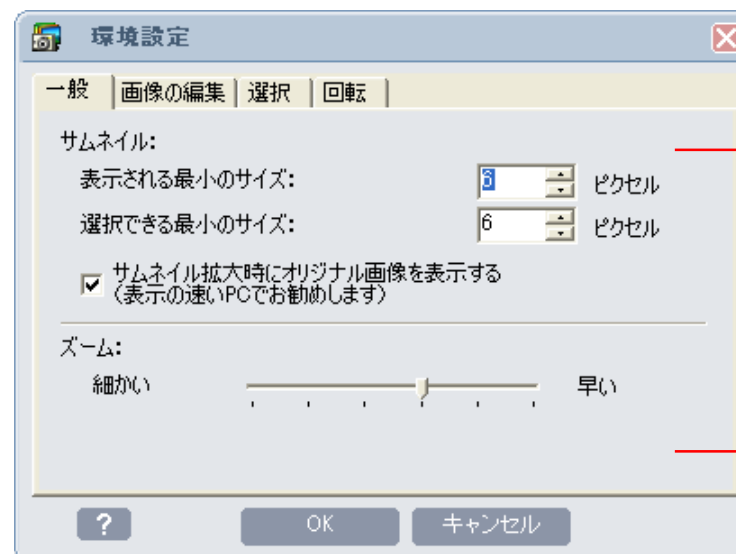 環境設定
一般 画像の編集 選択 回転
サムネイル:
表示される最小のサイズ: 6 ピクセル
選択できる最小のサイズ: 6 ピクセル
サムネイル拡大時にオリジナル画像を表示する
(表示の速いPCでお勧めします)
ズーム:
細かい 早い
? OK キャンセル